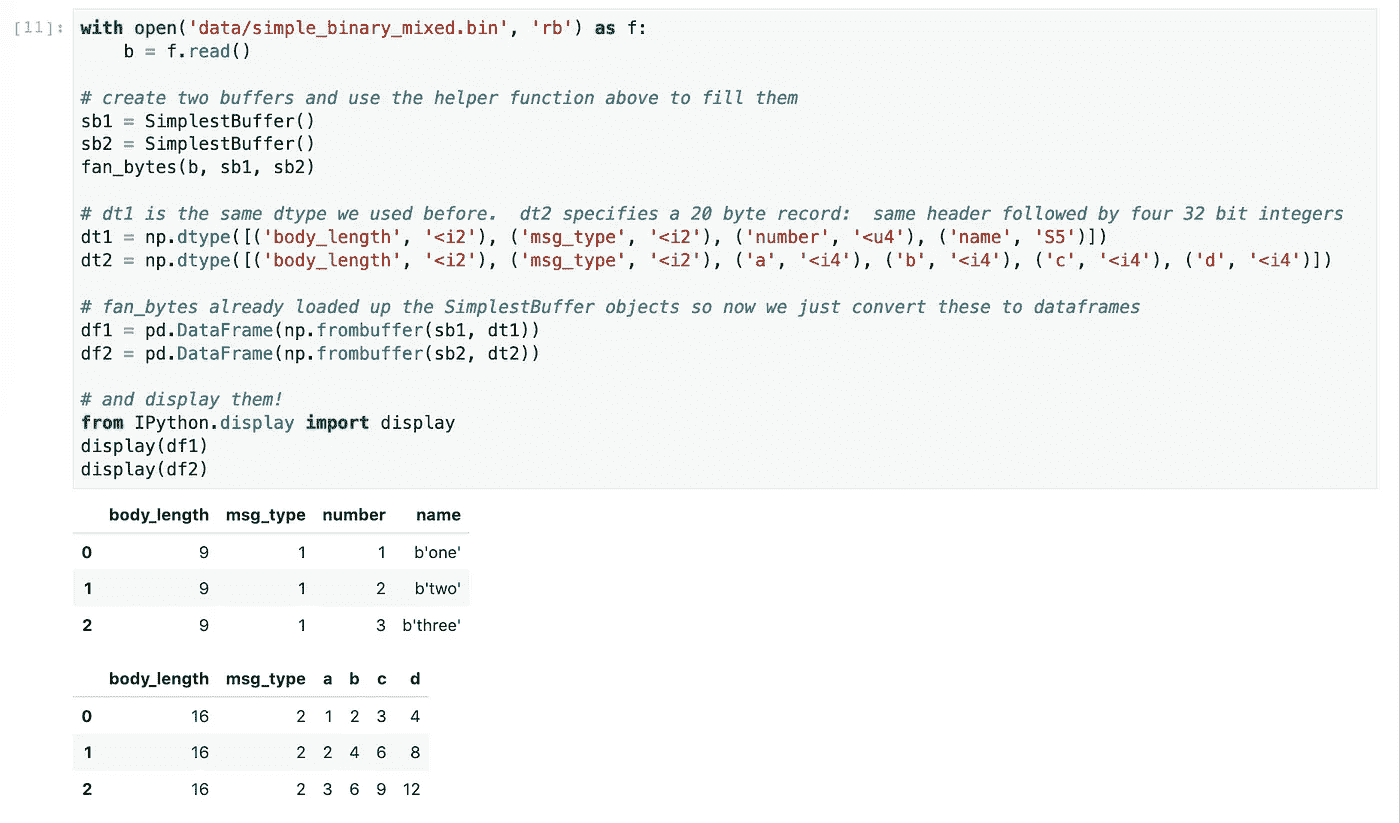 [11]: with open('data/simple_binary_mixed.bin', 'rb') as f:
    b = f.read()

# create two buffers and use the helper function above to fill them
sb1 = SimplestBuffer()
sb2 = SimplestBuffer()
fan_bytes(b, sb1, sb2)

# dt1 is the same dtype we used before.  dt2 specifies a 20 byte record:  same header followed by four 32 bit integers
dt1 = np.dtype([('body_length', '<i2'), ('msg_type', '<i2'), ('number', '<u4'), ('name', 'S5')])
dt2 = np.dtype([('body_length', '<i2'), ('msg_type', '<i2'), ('a', '<i4'), ('b', '<i4'), ('c', '<i4'), ('d', '<i4')])

# fan_bytes already loaded up the SimplestBuffer objects so now we just convert these to dataframes
df1 = pd.DataFrame(np.frombuffer(sb1, dt1))
df2 = pd.DataFrame(np.frombuffer(sb2, dt2))

# and display them!
from IPython.display import display
display(df1)
display(df2)

body_length msg_type number name
0 9 1 1 b'one'
1 9 1 2 b'two'
2 9 1 3 b'three'

body_length msg_type a b c d
0 16 2 1 2 3 4
1 16 2 2 4 6 8
2 16 2 3 6 9 12